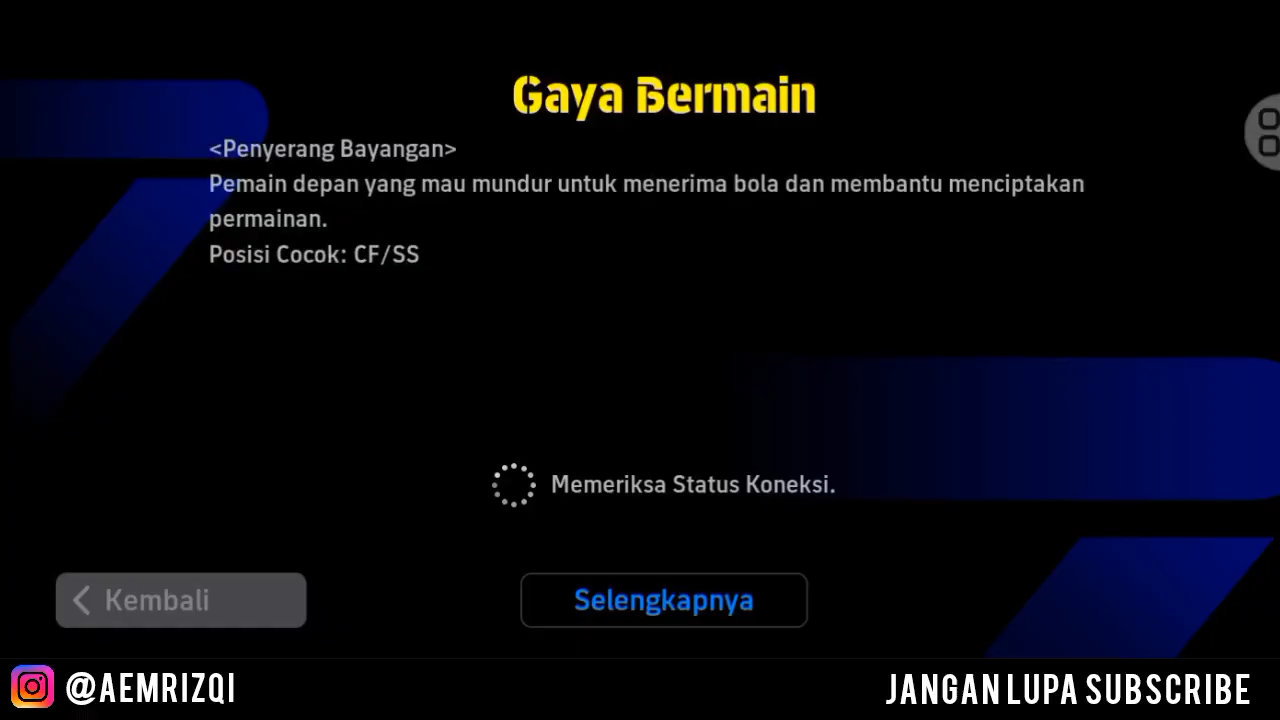 Gaya Bermain
<Penyerang Bayangan>
Pemain depan yang mau mundur untuk menerima bola dan membantu menciptakan
permainan.
Posisi Cocok: CF/SS
Memeriksa Status Koneksi.
Kembali
Selengkapnya
@AEMRIZQI
JANGAN LUPA SUBSCRIBE